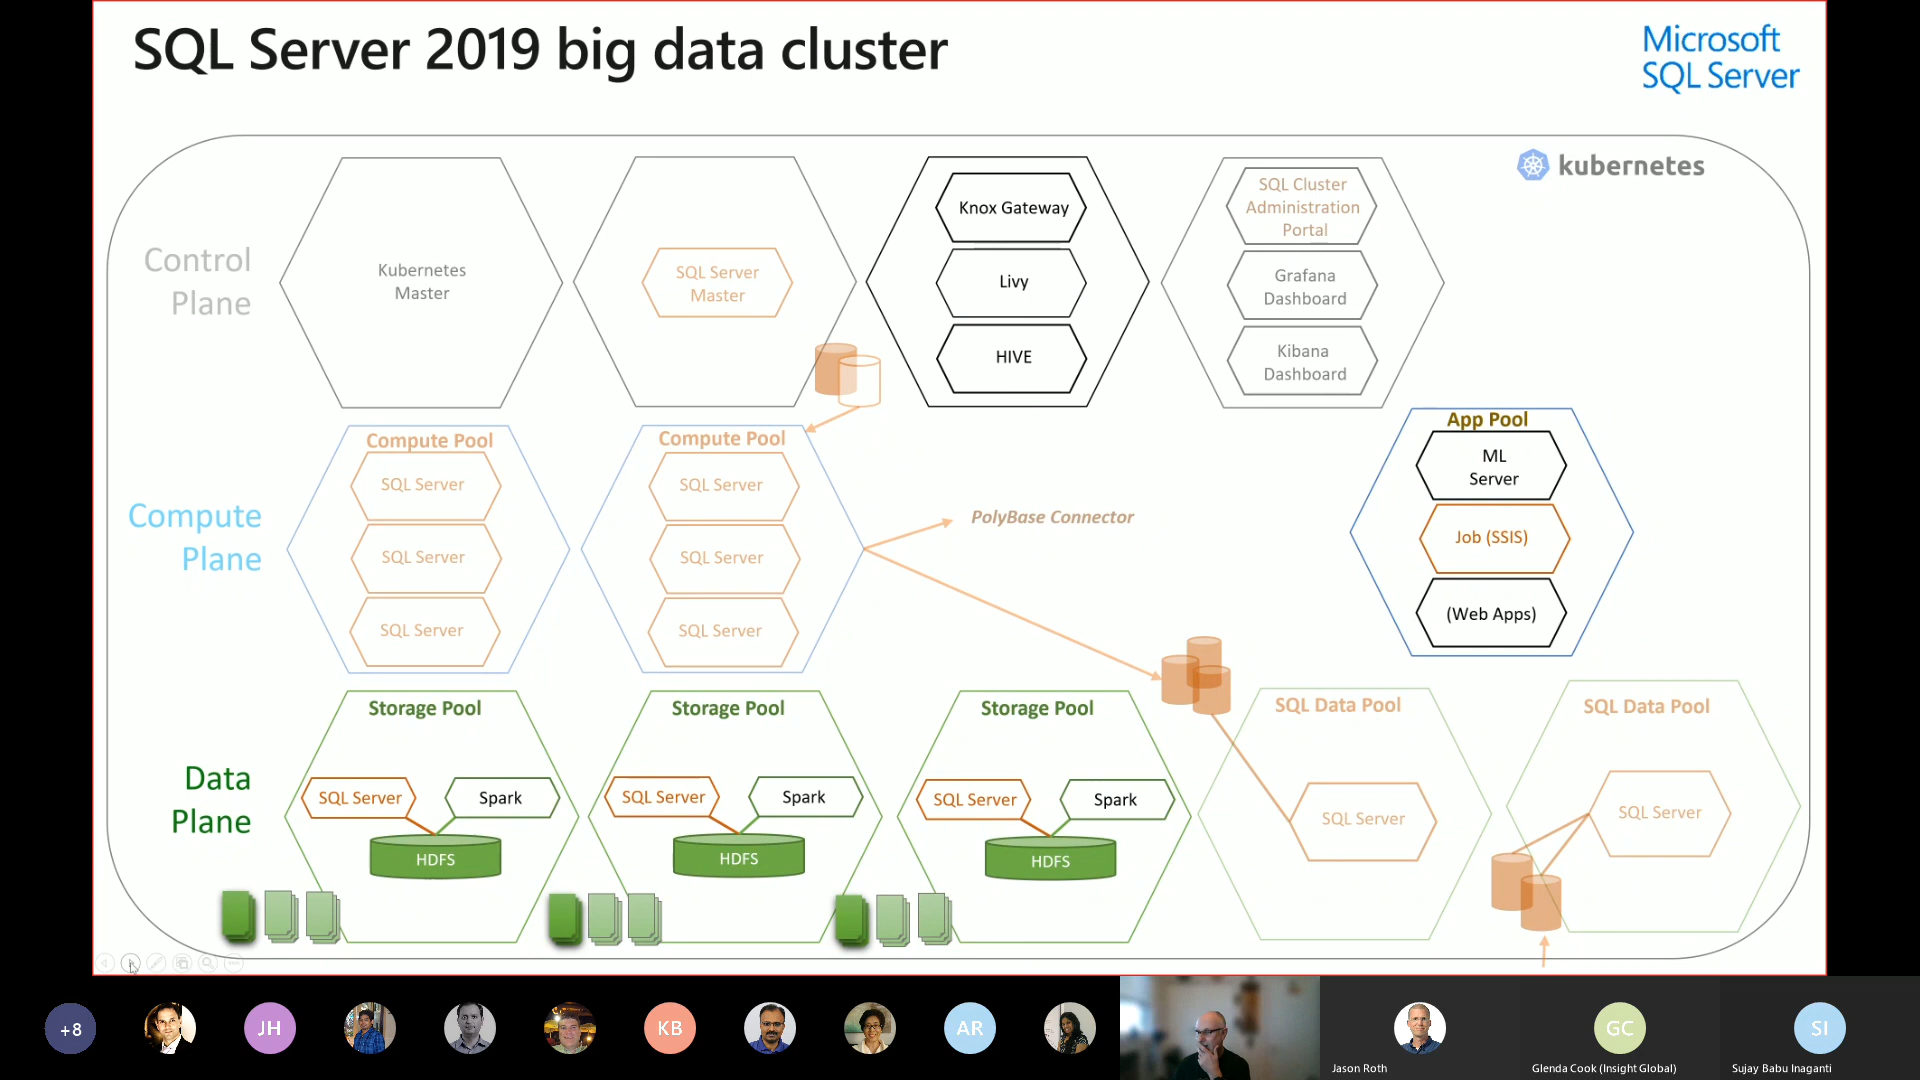 SQL Server 2019 big data cluster
Microsoft
SQL Server
kubernetes
Control
Plane
Kubernetes
Master
SQL Server
Master
Knox Gateway
Livy
HIVE
SQL Cluster
Administration
Portal
Grafana
Dashboard
Kibana
Dashboard
Compute
Plane
Compute Pool
SQL Server
SQL Server
SQL Server
Compute Pool
SQL Server
SQL Server
SQL Server
PolyBase Connector
App Pool
ML
Server
Job (SSIS)
(Web Apps)
Data
Plane
Storage Pool
SQL Server
Spark
HDFS
Storage Pool
SQL Server
Spark
HDFS
Storage Pool
SQL Server
Spark
HDFS
SQL Data Pool
SQL Server
SQL Data Pool
SQL Server
+8
JH
KB
AR
Jason Roth
GC
Glenda Cook (Insight Global)
SI
Sujay Babu Inaganti